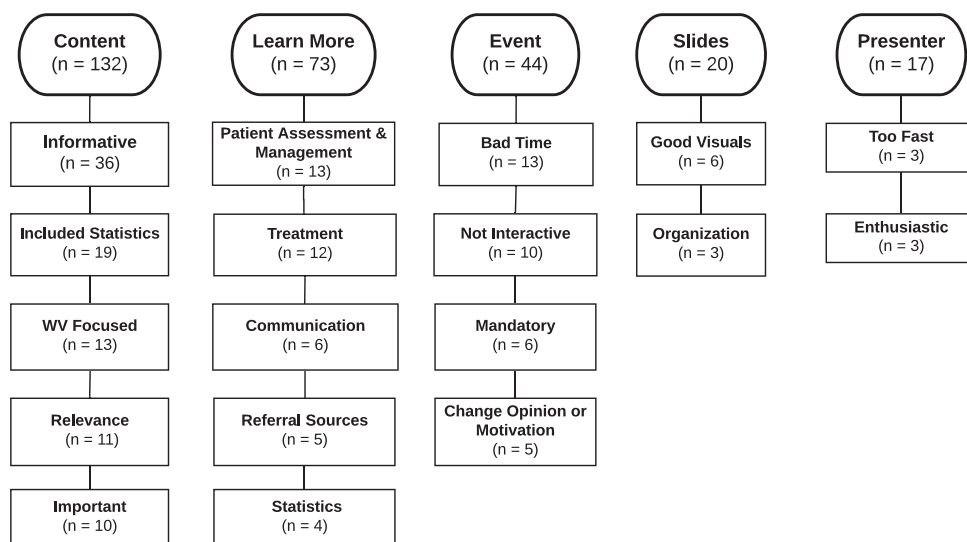 Content
(n = 132)
Informative
(n = 36)
Included Statistics
(n = 19)
WV Focused
(n = 13)
Relevance
(n = 11)
Important
(n = 10)
Learn More
(n = 73)
Patient Assessment &
Management
(n = 13)
Treatment
(n = 12)
Communication
(n = 6)
Referral Sources
(n = 5)
Statistics
(n = 4)
Event
(n = 44)
Bad Time
(n = 13)
Not Interactive
(n = 10)
Mandatory
(n = 6)
Change Opinion or
Motivation
(n = 5)
Slides
(n = 20)
Good Visuals
(n = 6)
Organization
(n = 3)
Presenter
(n = 17)
Too Fast
(n = 3)
Enthusiastic
(n = 3)